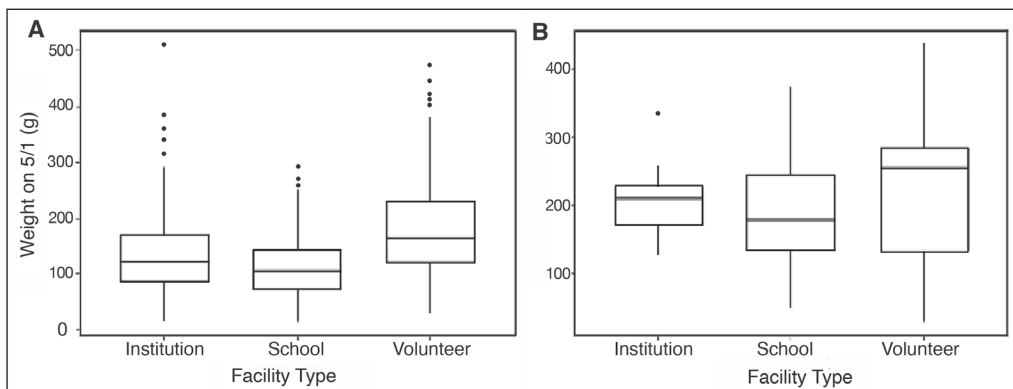 A
Weight on 5/1 (g)
500
400
300
200
100
0
Institution School Volunteer
Facility Type
B
400
300
200
100
Institution School Volunteer
Facility Type